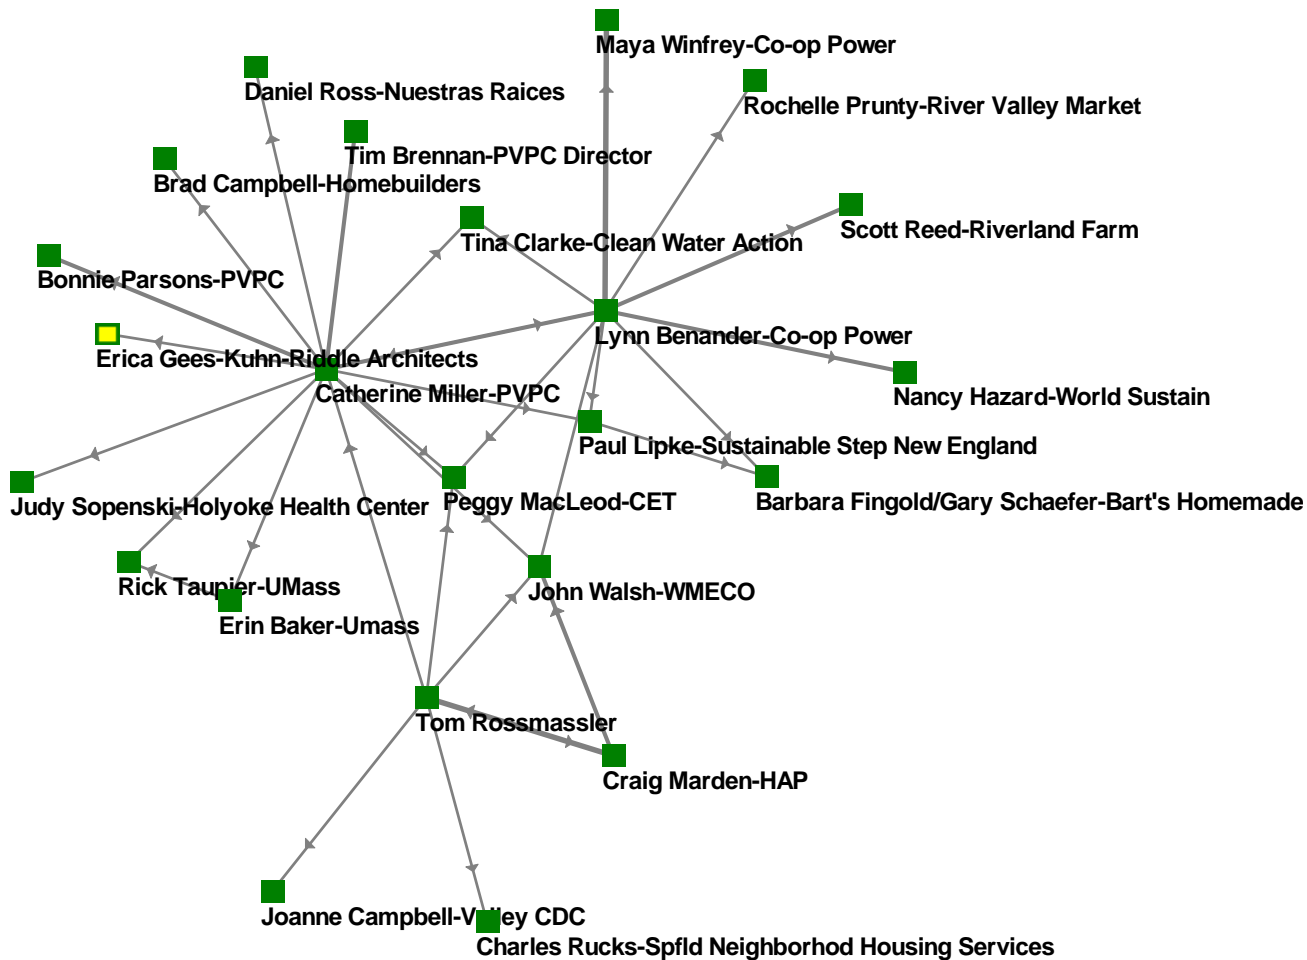 Maya Winfrey-Co-op Power
Daniel Ross-Nuestras Raices
Rochelle Prunty-River Valley Market
Tim Brennan-PVPC Director
Brad Campbell-Homebuilders
Scott Reed-Riverland Farm
Tina Clarke-Clean Water Action
Bonnie Parsons-PVPC
Lynn Benander-Co-op Power
Erica Gees-Kuhn-Riddle Architects
Catherine Miller-PVPC
Nancy Hazard-World Sustain
Paul Lipke-Sustainable Step New England
Judy Sopenski-Holyoke Health Center
Peggy MacLeod-CET
Barbara Fingold/Gary Schaefer-Bart's Homemade
Rick Taupier-UMass
John Walsh-WMECO
Erin Baker-Umass
Tom Rossmassler
Craig Marden-HAP
Joanne Campbell-Valley CDC
Charles Rucks-Spfld Neighborhod Housing Services